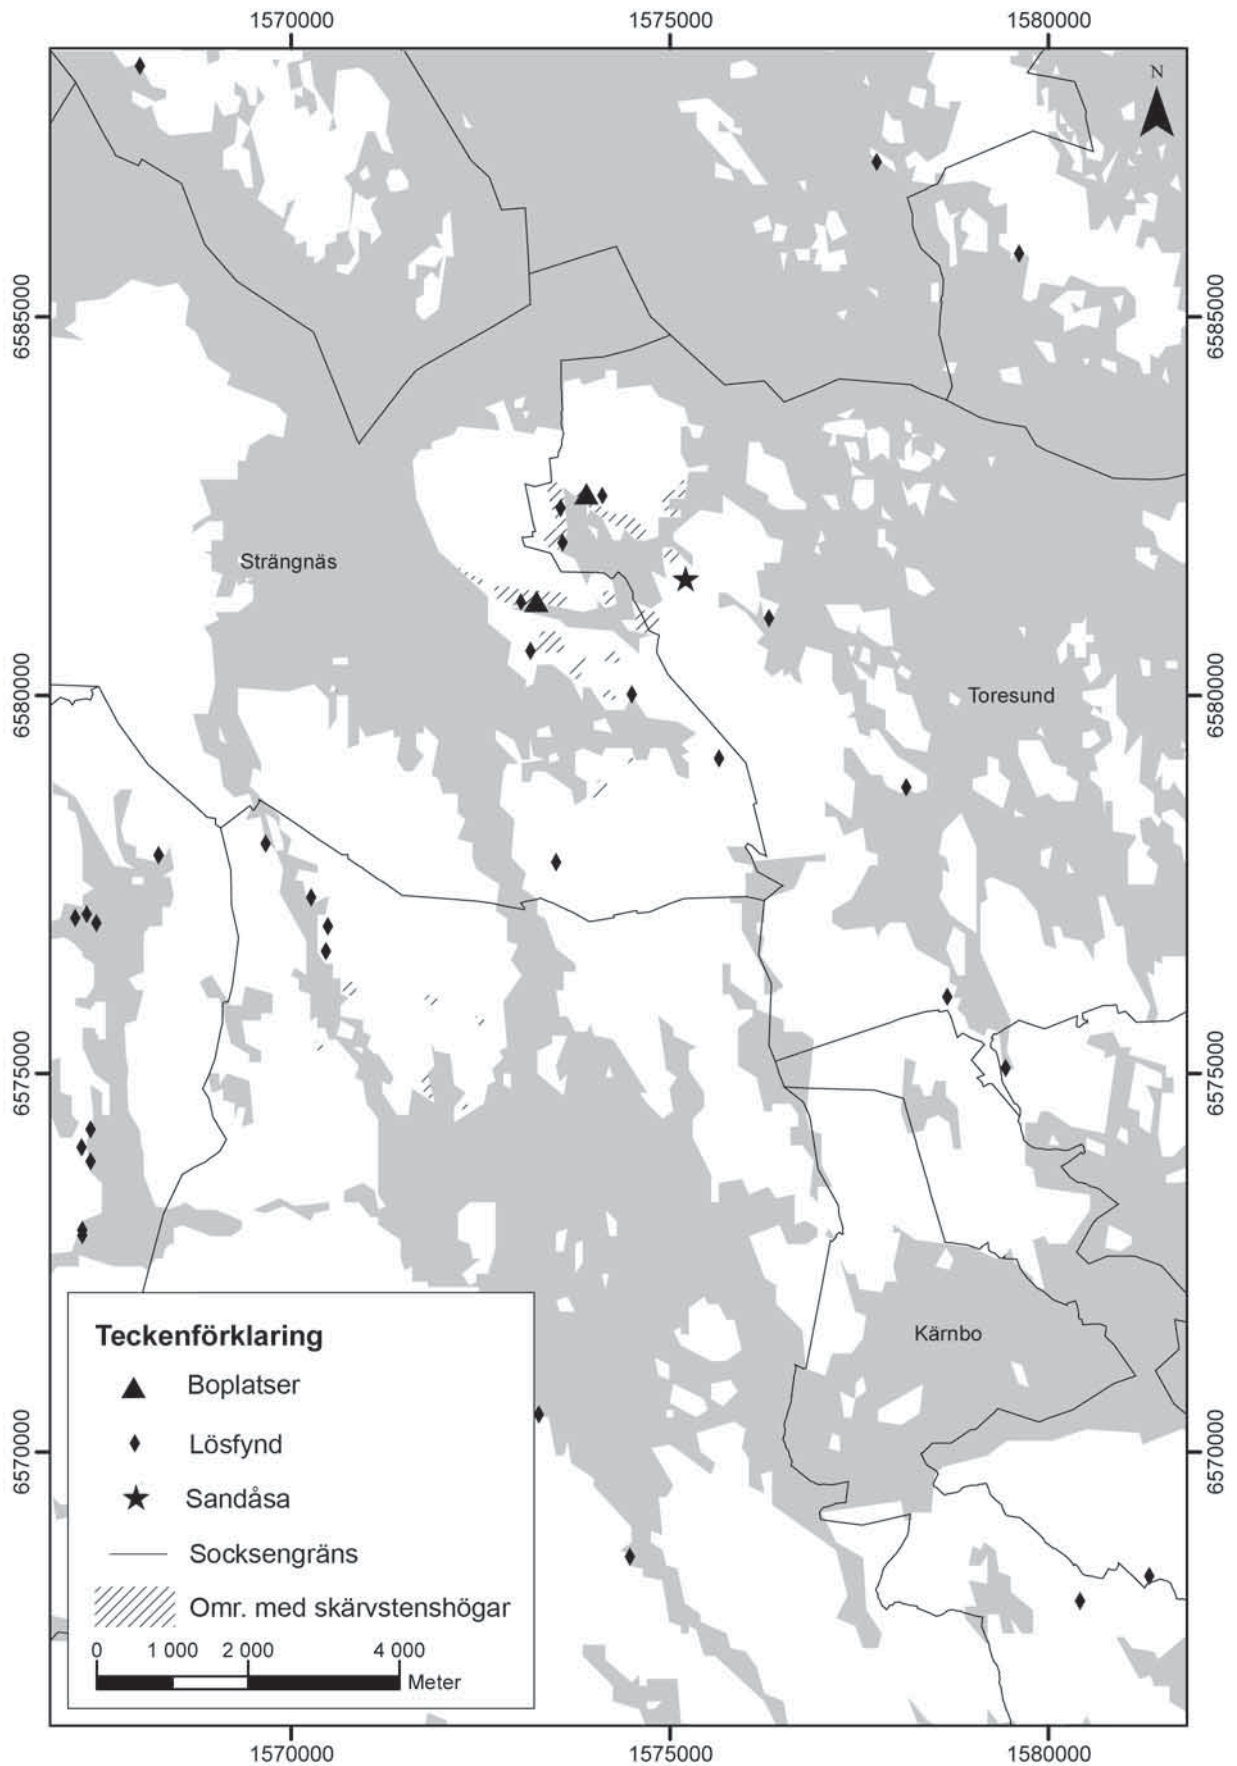 1570000
1575000
1580000
N
6585000
6585000
Strängnäs
6580000
Toresund
6580000
6575000
6575000
Kärnbo
Teckenförklaring
Boplatser
Lösfynd
Sandåsa
Socksengräns
Omr. med skärvstenshögar
0 1 000 2 000 4 000
Meter
6570000
6570000
1570000
1575000
1580000